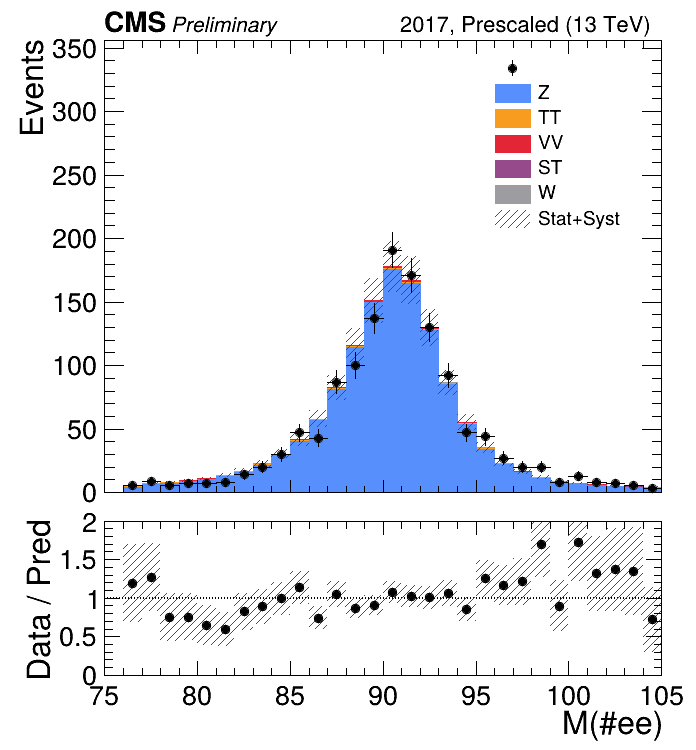 CMS Preliminary 2017, Prescaled (13 TeV)
Events
350
300
250
200
150
100
50
0
Z
TT
VV
ST
W
Stat+Syst
Data / Pred
2
1.5
1
0.5
0
75 80 85 90 95 100 105
M(#ee)